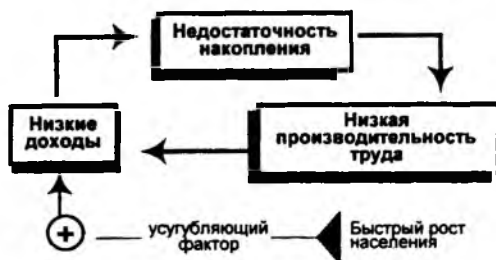 Недостаточность
накопления
Низкие
доходы
Низкая
производительность
труда
+
усугубляющий
фактор
Быстрый рост
населения